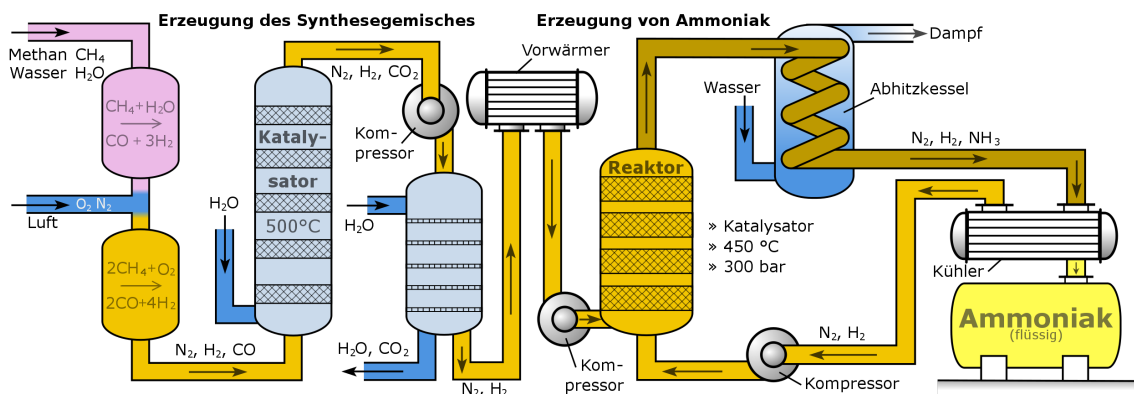 Erzeugung des Synthesegemisches
Erzeugung von Ammoniak
Methan CH₄
Wasser H₂O
CH₄+H₂O
CO + 3H₂
O₂ N₂
Luft
2CH₄+O₂
2CO+4H₂
N₂, H₂, CO
H₂O
Kataly-
sator
500°C
N₂, H₂, CO₂
Kom-
pressor
H₂O
H₂O, CO₂
N₂, H₂
Vorwärmer
Kom-
pressor
Reaktor
» Katalysator
» 450 °C
» 300 bar
Wasser
Dampf
Abhitzkessel
N₂, H₂, NH₃
Kühler
N₂, H₂
Kompressor
Ammoniak
(flüssig)